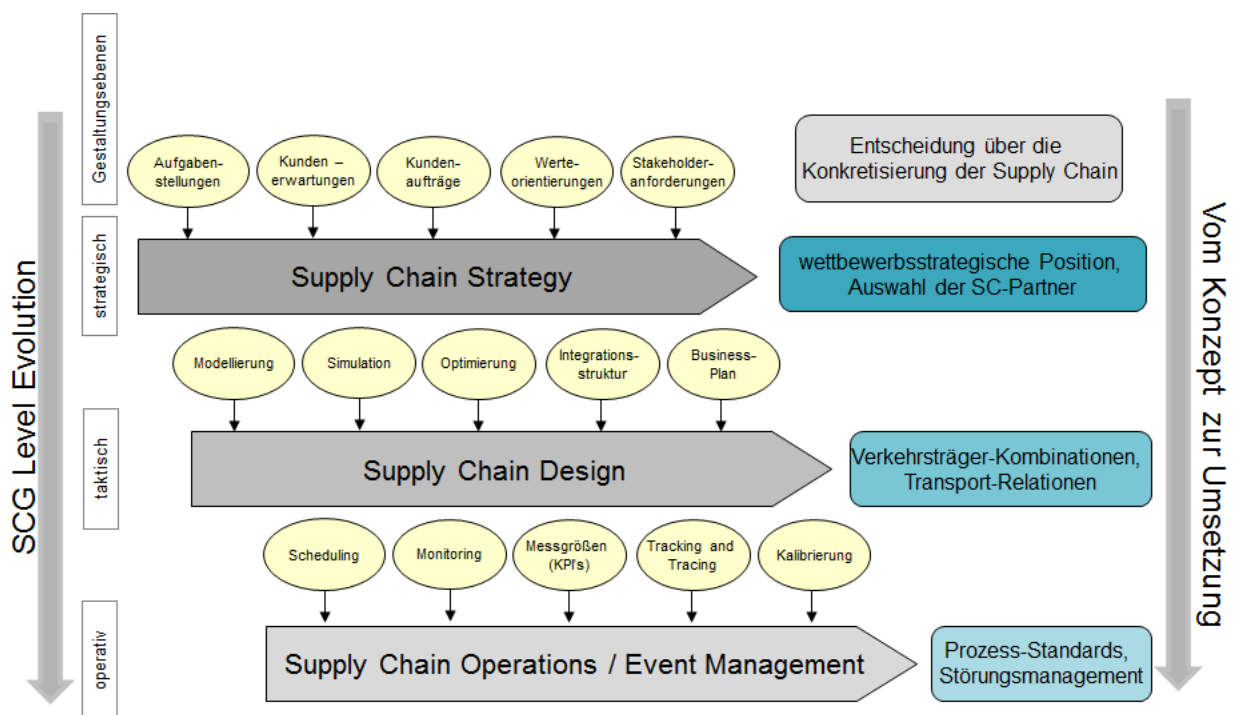 Gestaltungsebenen
Aufgaben-
stellungen
Kunden –
erwartungen
Kunden-
aufträge
Werte-
orientierungen
Stakeholder-
anforderungen
Entscheidung über die
Konkretisierung der Supply Chain
strategisch
Supply Chain Strategy
wettbewerbsstrategische Position,
Auswahl der SC-Partner
Modellierung
Simulation
Optimierung
Integrations-
struktur
Business-
Plan
taktisch
Supply Chain Design
Verkehrsträger-Kombinationen,
Transport-Relationen
Scheduling
Monitoring
Messgrößen
(KPI's)
Tracking and
Tracing
Kalibrierung
operativ
Supply Chain Operations / Event Management
Prozess-Standards,
Störungsmanagement
SCG Level Evolution
Vom Konzept zur Umsetzung